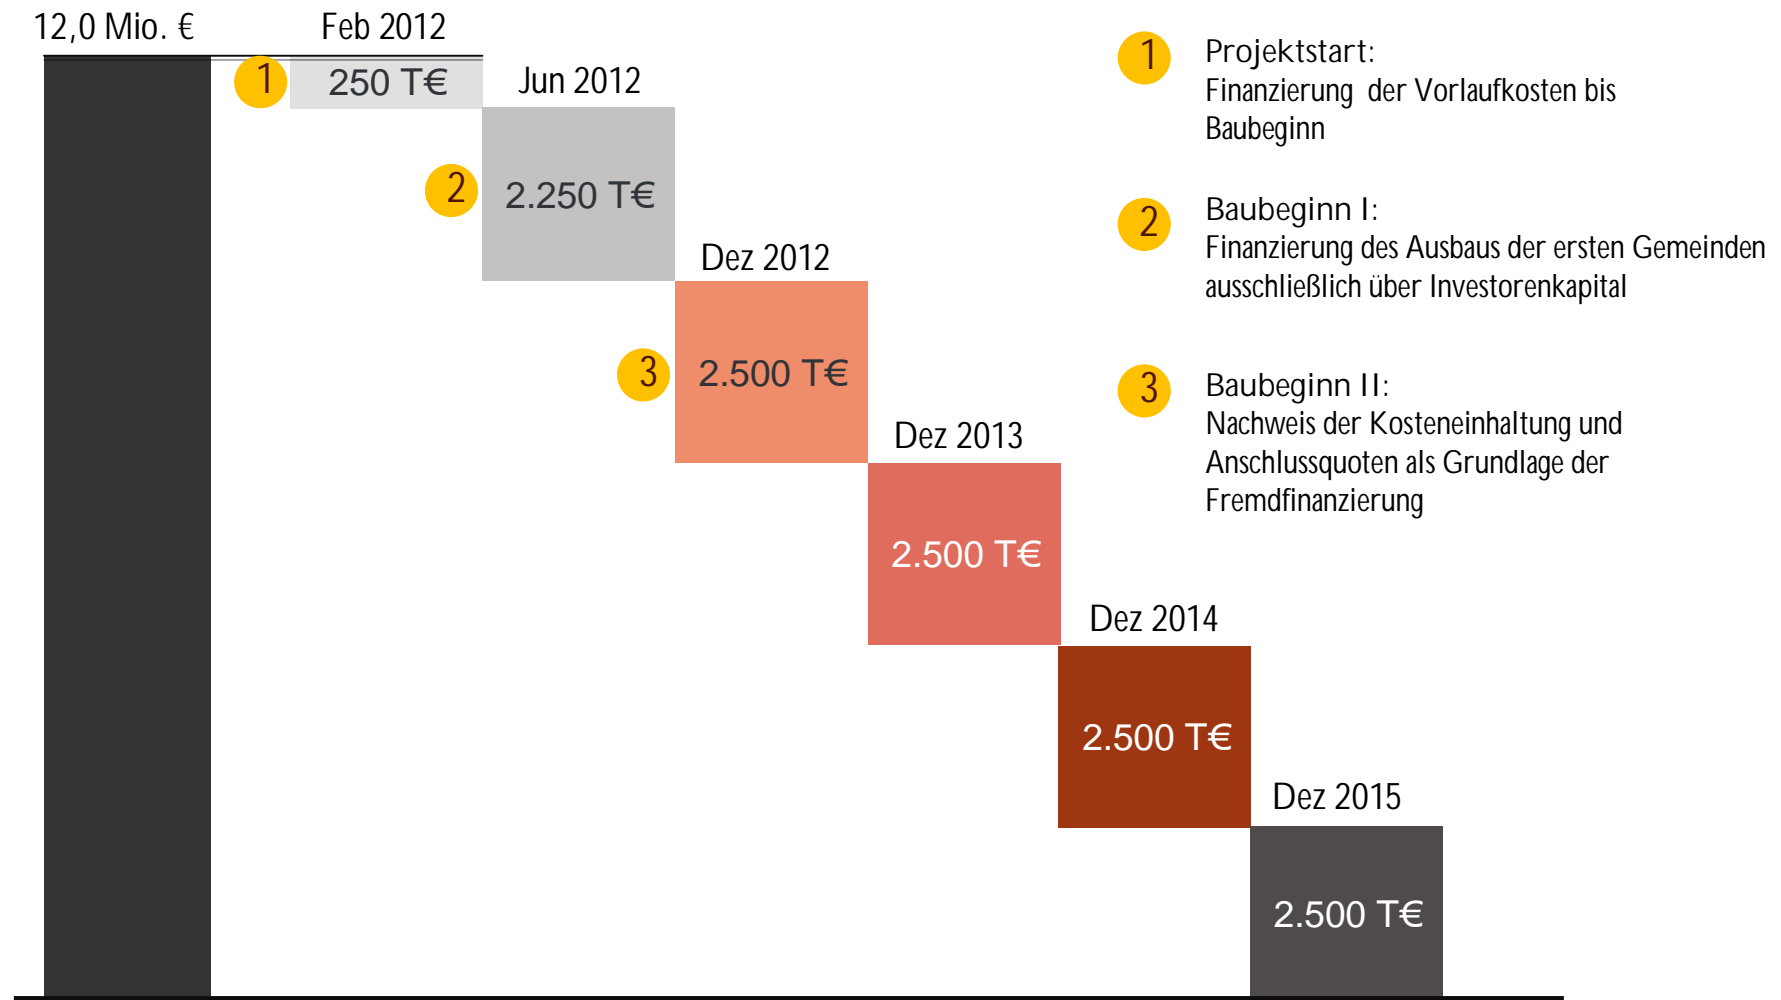 12,0 Mio. €
Feb 2012
1
250 T€
Jun 2012
2
2.250 T€
Dez 2012
3
2.500 T€
Dez 2013
2.500 T€
Dez 2014
2.500 T€
Dez 2015
2.500 T€
1
Projektstart:
Finanzierung der Vorlaufkosten bis
Baubeginn
2
Baubeginn I:
Finanzierung des Ausbaus der ersten Gemeinden
ausschließlich über Investorenkapital
3
Baubeginn II:
Nachweis der Kosteneinhaltung und
Anschlussquoten als Grundlage der
Fremdfinanzierung